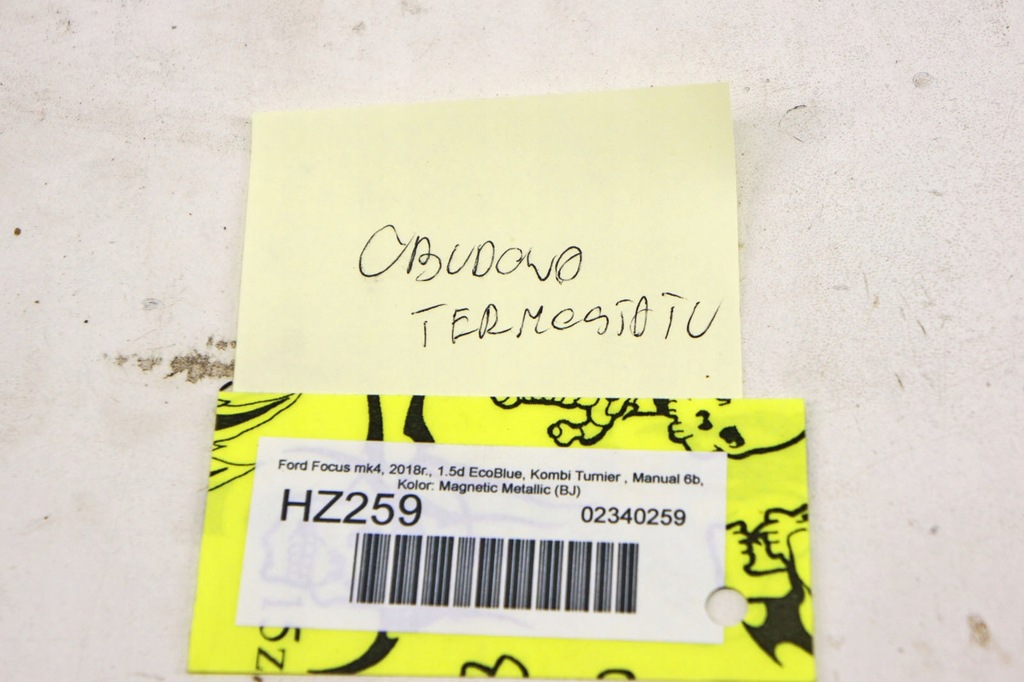 OBUDOWA
TERMOSTATU
Ford Focus mk4, 2018r., 1.5d EcoBlue, Kombi Turnier , Manual 6b,
Kolor: Magnetic Metallic (BJ)
HZ259
02340259